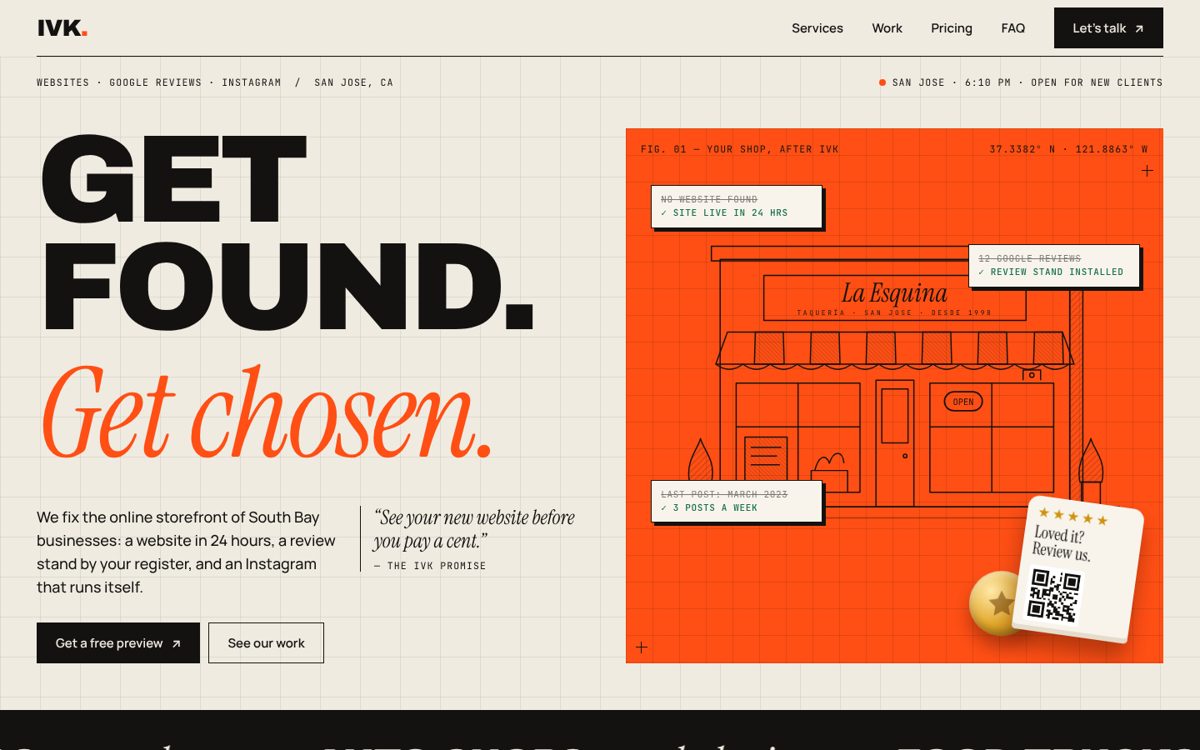 IVK.
Services
Work
Pricing
FAQ
Let's talk ↗
WEBSITES · GOOGLE REVIEWS · INSTAGRAM / SAN JOSE, CA
SAN JOSE · 6:10 PM · OPEN FOR NEW CLIENTS
GET
FOUND.
Get chosen.
We fix the online storefront of South Bay
businesses: a website in 24 hours, a review
stand by your register, and an Instagram
that runs itself.
“See your new website before
you pay a cent.”
— THE IVK PROMISE
Get a free preview ↗
See our work
FIG. 01 — YOUR SHOP, AFTER IVK
37.3382° N · 121.8863° W
NO WEBSITE FOUND
✓ SITE LIVE IN 24 HRS
12 GOOGLE REVIEWS
✓ REVIEW STAND INSTALLED
La Esquina
TAQUERÍA · SAN JOSE · DESDE 1998
OPEN
LAST POST: MARCH 2023
✓ 3 POSTS A WEEK
★★★★★
Loved it?
Review us.